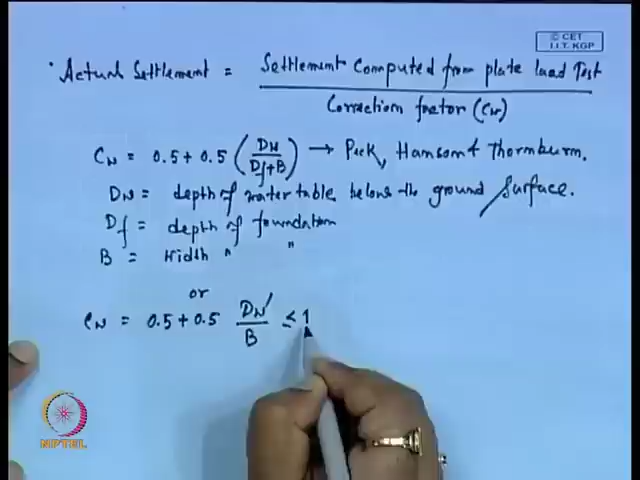 © CET
I.I.T. KGP
· Actual Settlement = Settlement Computed from plate load Test
Correction factor (Cw)
Cw = 0.5 + 0.5 (Dw / Df+B) → Peck, Hanson & Thornburn.
Dw = depth of water table below the ground surface.
Df = depth of foundation
B = Width " "
or
Cw = 0.5 + 0.5 Dw' / B ≤ 1
NPTEL